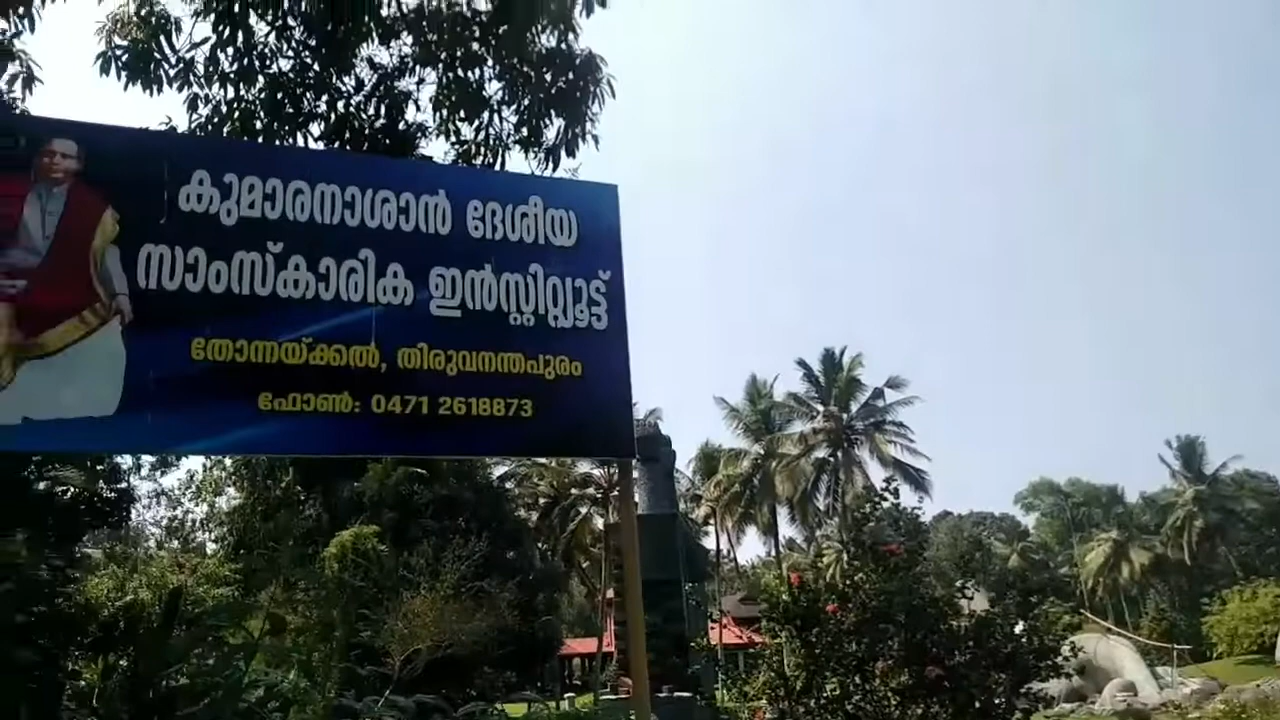 കുമാരനാശാൻ ദേശീയ
സാംസ്കാരിക ഇൻസ്റ്റിറ്റ്യൂട്ട്
തോന്നയ്ക്കൽ, തിരുവനന്തപുരം
ഫോൺ: 0471 2618873